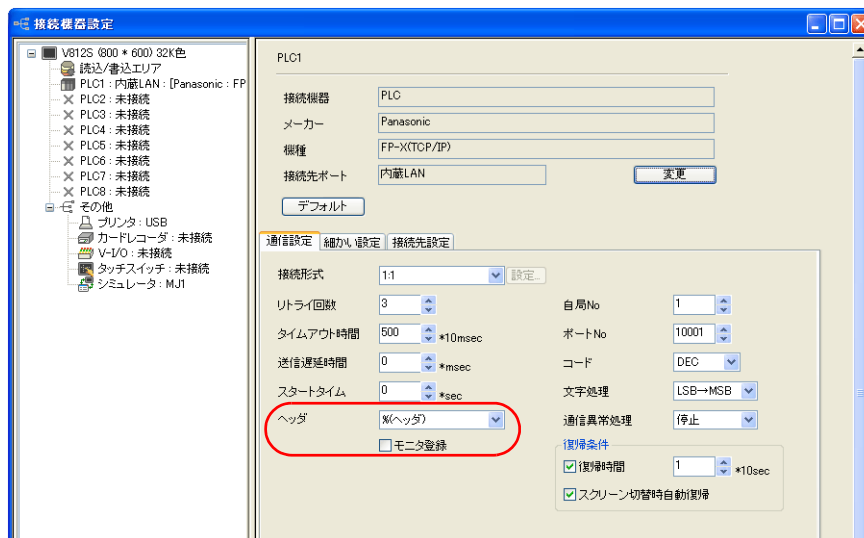 接続機器設定
V812S (800 * 600) 32K色
読込/書込エリア
PLC1 : 内蔵LAN : [Panasonic : FP
PLC2 : 未接続
PLC3 : 未接続
PLC4 : 未接続
PLC5 : 未接続
PLC6 : 未接続
PLC7 : 未接続
PLC8 : 未接続
その他
プリンタ : USB
カードレコーダ : 未接続
V-I/O : 未接続
タッチスイッチ : 未接続
シミュレータ : MJ1
PLC1
接続機器 PLC
メーカー Panasonic
機種 FP-X(TCP/IP)
接続先ポート 内蔵LAN 変更
デフォルト
通信設定 細かい設定 接続先設定
接続形式 1:1 設定...
リトライ回数 3 自局No 1
タイムアウト時間 500 *10msec ポートNo 10001
送信遅延時間 0 *msec コード DEC
スタートタイム 0 *sec 文字処理 LSB→MSB
ヘッダ %(ヘッダ) 通信異常処理 停止
モニタ登録 復帰条件
復帰時間 1 *10sec
スクリーン切替時自動復帰